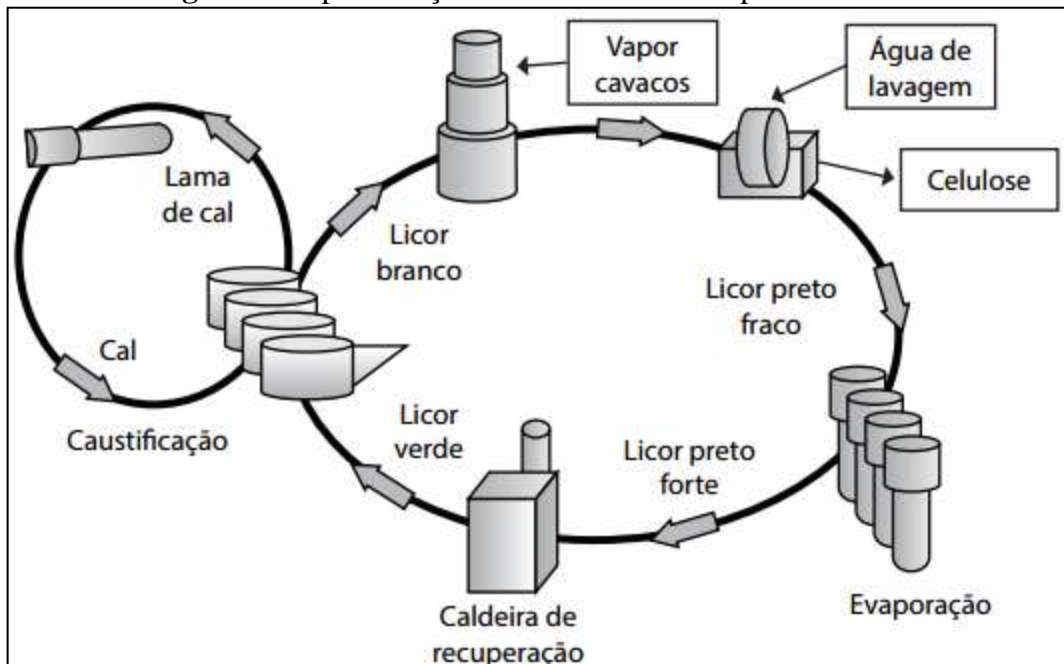 Vapor
cavacos
Água de
lavagem
Celulose
Lama
de cal
Licor
branco
Licor preto
fraco
Cal
Caustificação
Licor
verde
Licor preto
forte
Caldeira de
recuperação
Evaporação